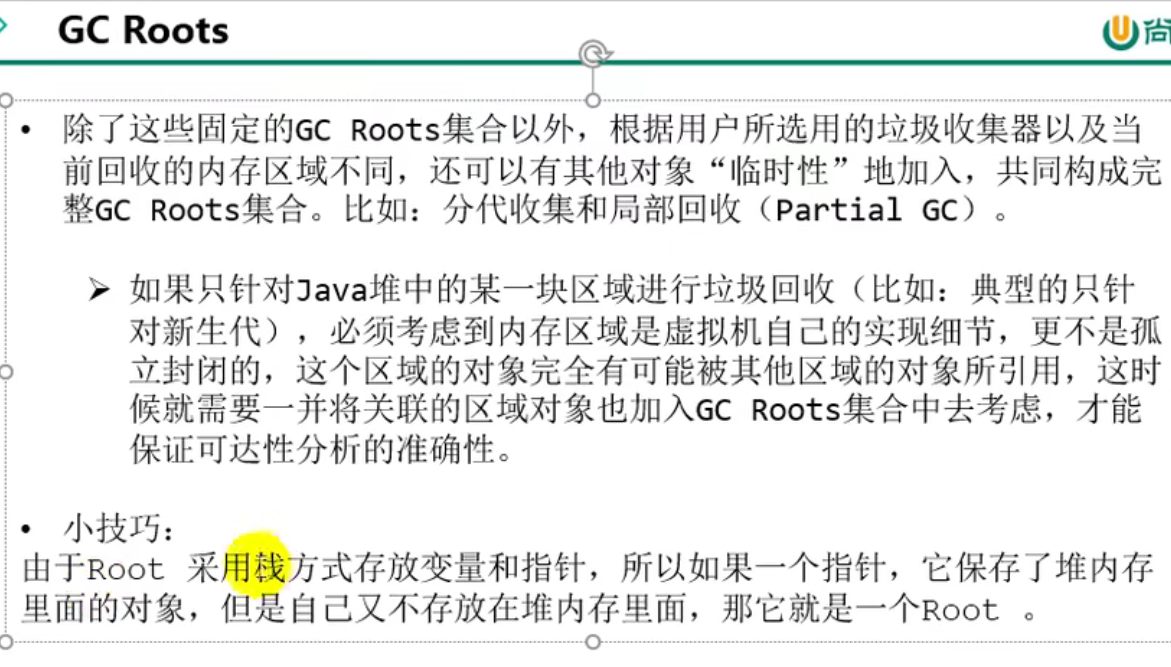 GC Roots
尚
• 除了这些固定的GC Roots集合以外，根据用户所选用的垃圾收集器以及当
前回收的内存区域不同，还可以有其他对象“临时性”地加入，共同构成完
整GC Roots集合。比如：分代收集和局部回收（Partial GC）。
➢ 如果只针对Java堆中的某一块区域进行垃圾回收（比如：典型的只针
对新生代），必须考虑到内存区域是虚拟机自己的实现细节，更不是孤
立封闭的，这个区域的对象完全有可能被其他区域的对象所引用，这时
候就需要一并将关联的区域对象也加入GC Roots集合中去考虑，才能
保证可达性分析的准确性。
• 小技巧：
由于Root 采用栈方式存放变量和指针，所以如果一个指针，它保存了堆内存
里面的对象，但是自己又不存放在堆内存里面，那它就是一个Root 。